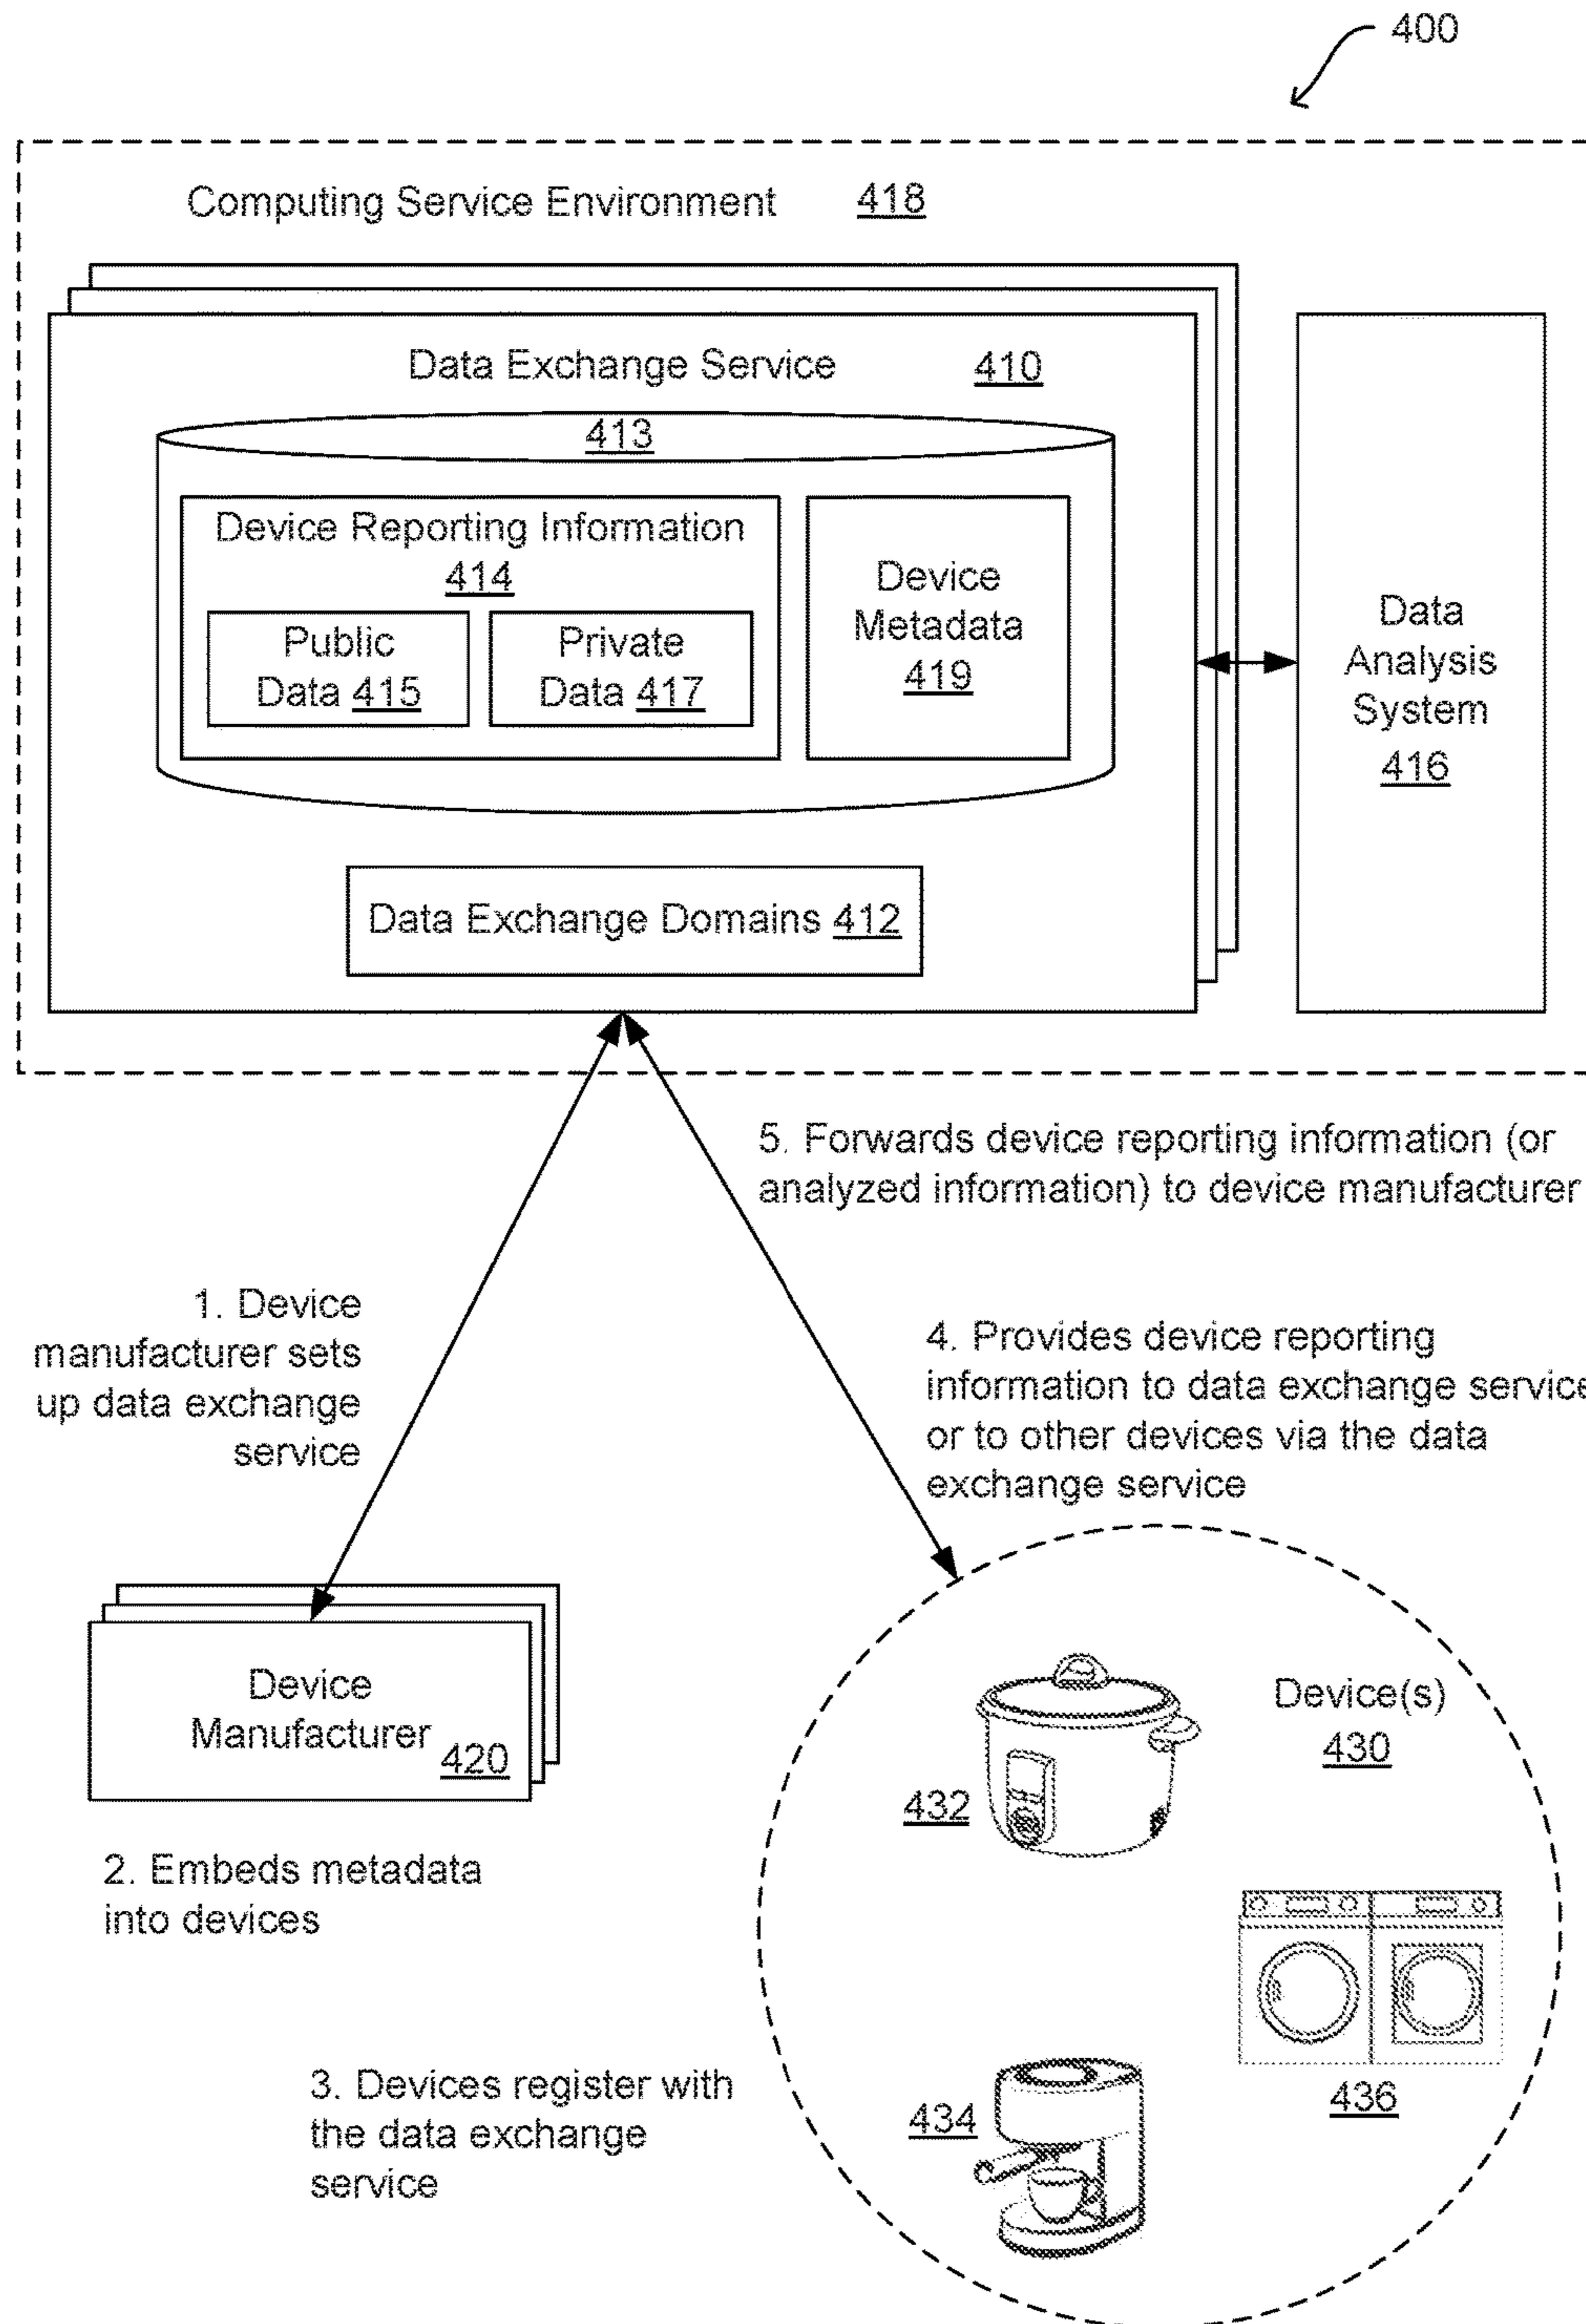 400
Computing Service Environment 418
Data Exchange Service 410
413
Device Reporting Information
414
Public
Data 415
Private
Data 417
Device
Metadata
419
Data
Analysis
System
416
Data Exchange Domains 412
5. Forwards device reporting information (or
analyzed information) to device manufacturer
1. Device
manufacturer sets
up data exchange
service
4. Provides device reporting
information to data exchange service
or to other devices via the data
exchange service
Device
Manufacturer 420
2. Embeds metadata
into devices
Device(s)
430
432
436
3. Devices register with
the data exchange
service
434